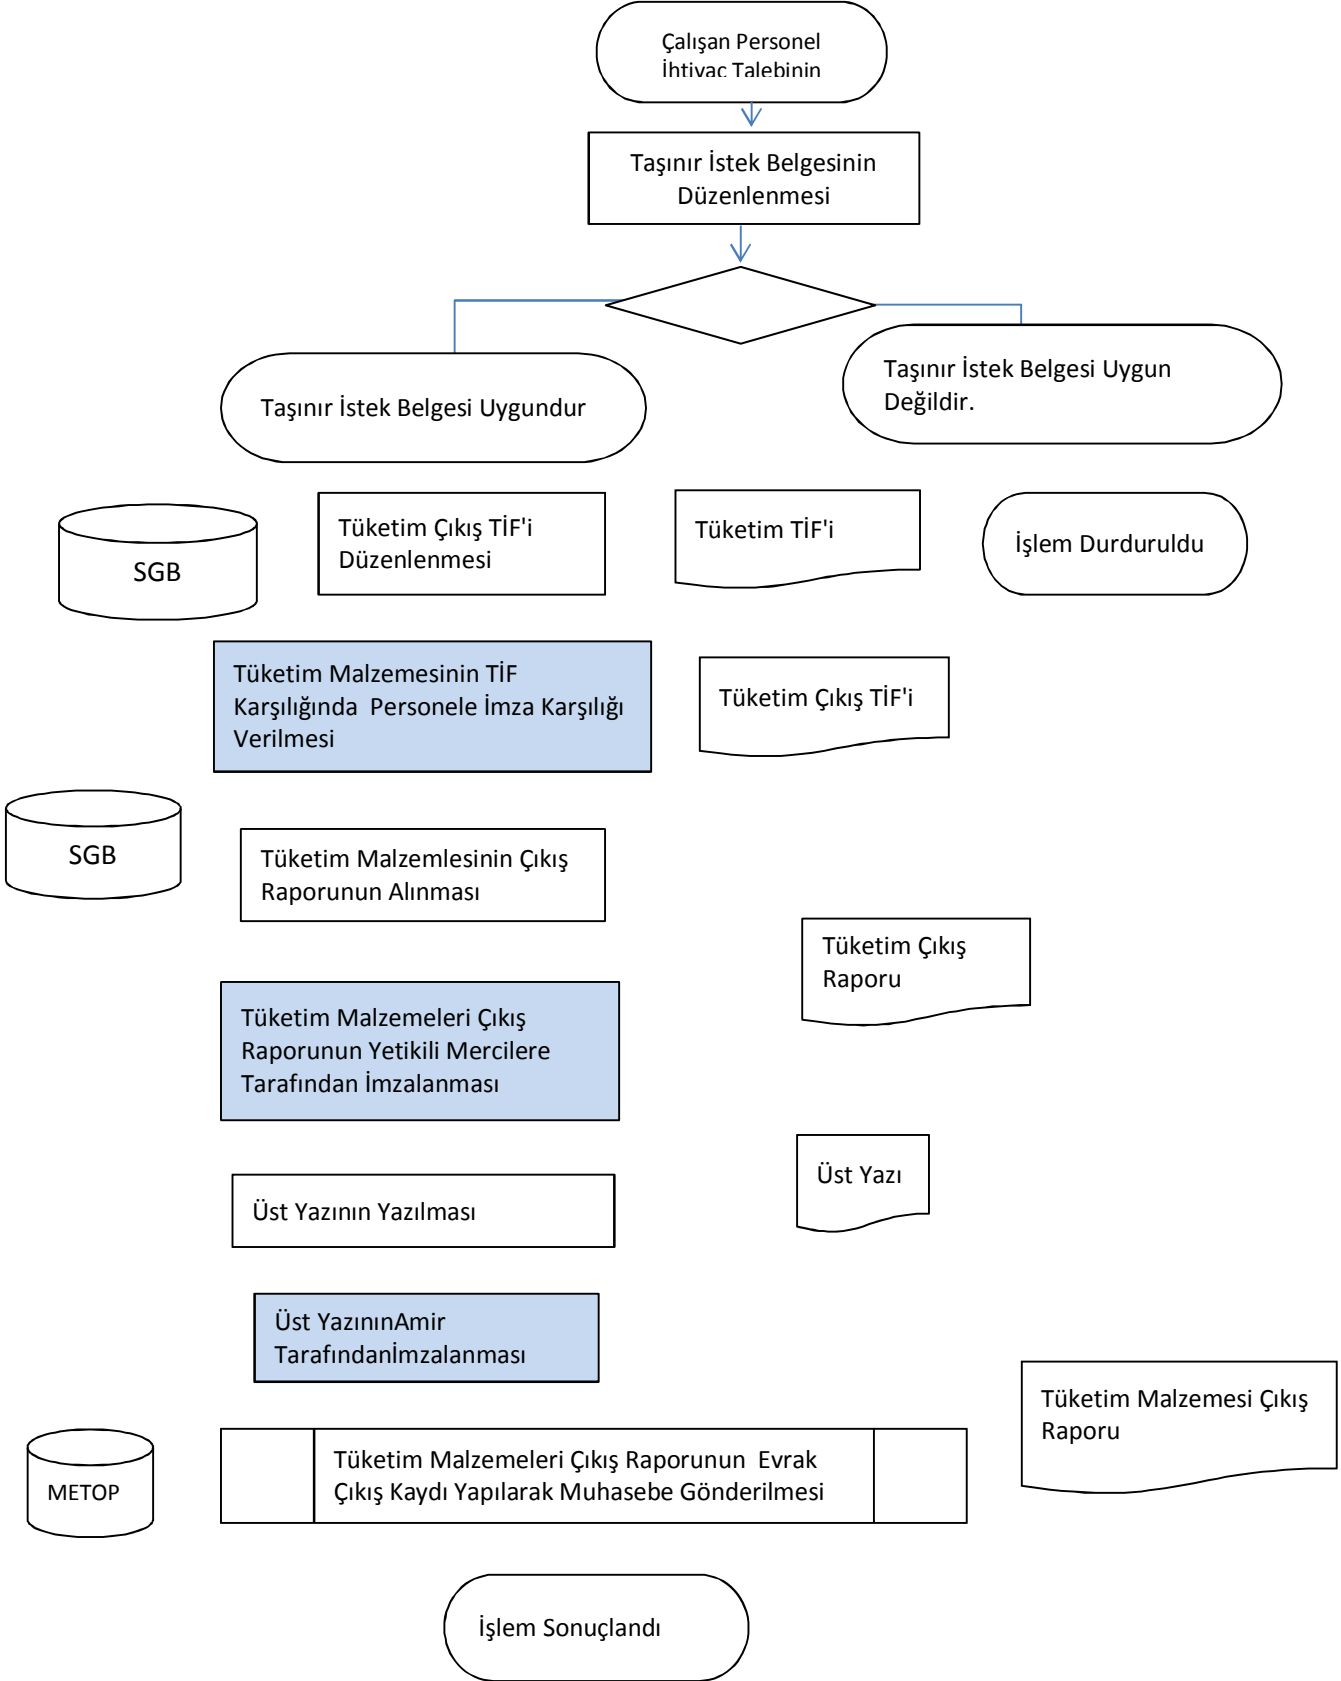 Çalışan Personel
İhtiyaç Talebinin
Taşınır İstek Belgesinin
Düzenlenmesi
Taşınır İstek Belgesi Uygundur
Taşınır İstek Belgesi Uygun
Değildir.
SGB
Tüketim Çıkış TİF'i
Düzenlenmesi
Tüketim TİF'i
İşlem Durduruldu
Tüketim Malzemesinin TİF
Karşılığında  Personele İmza Karşılığı
Verilmesi
Tüketim Çıkış TİF'i
SGB
Tüketim Malzemlesinin Çıkış
Raporunun Alınması
Tüketim Çıkış
Raporu
Tüketim Malzemeleri Çıkış
Raporunun Yetikili Mercilere
Tarafından İmzalanması
Üst Yazı
Üst Yazının Yazılması
Üst YazınınAmir
Tarafındanİmzalanması
Tüketim Malzemesi Çıkış
Raporu
METOP
Tüketim Malzemeleri Çıkış Raporunun  Evrak
Çıkış Kaydı Yapılarak Muhasebe Gönderilmesi
İşlem Sonuçlandı